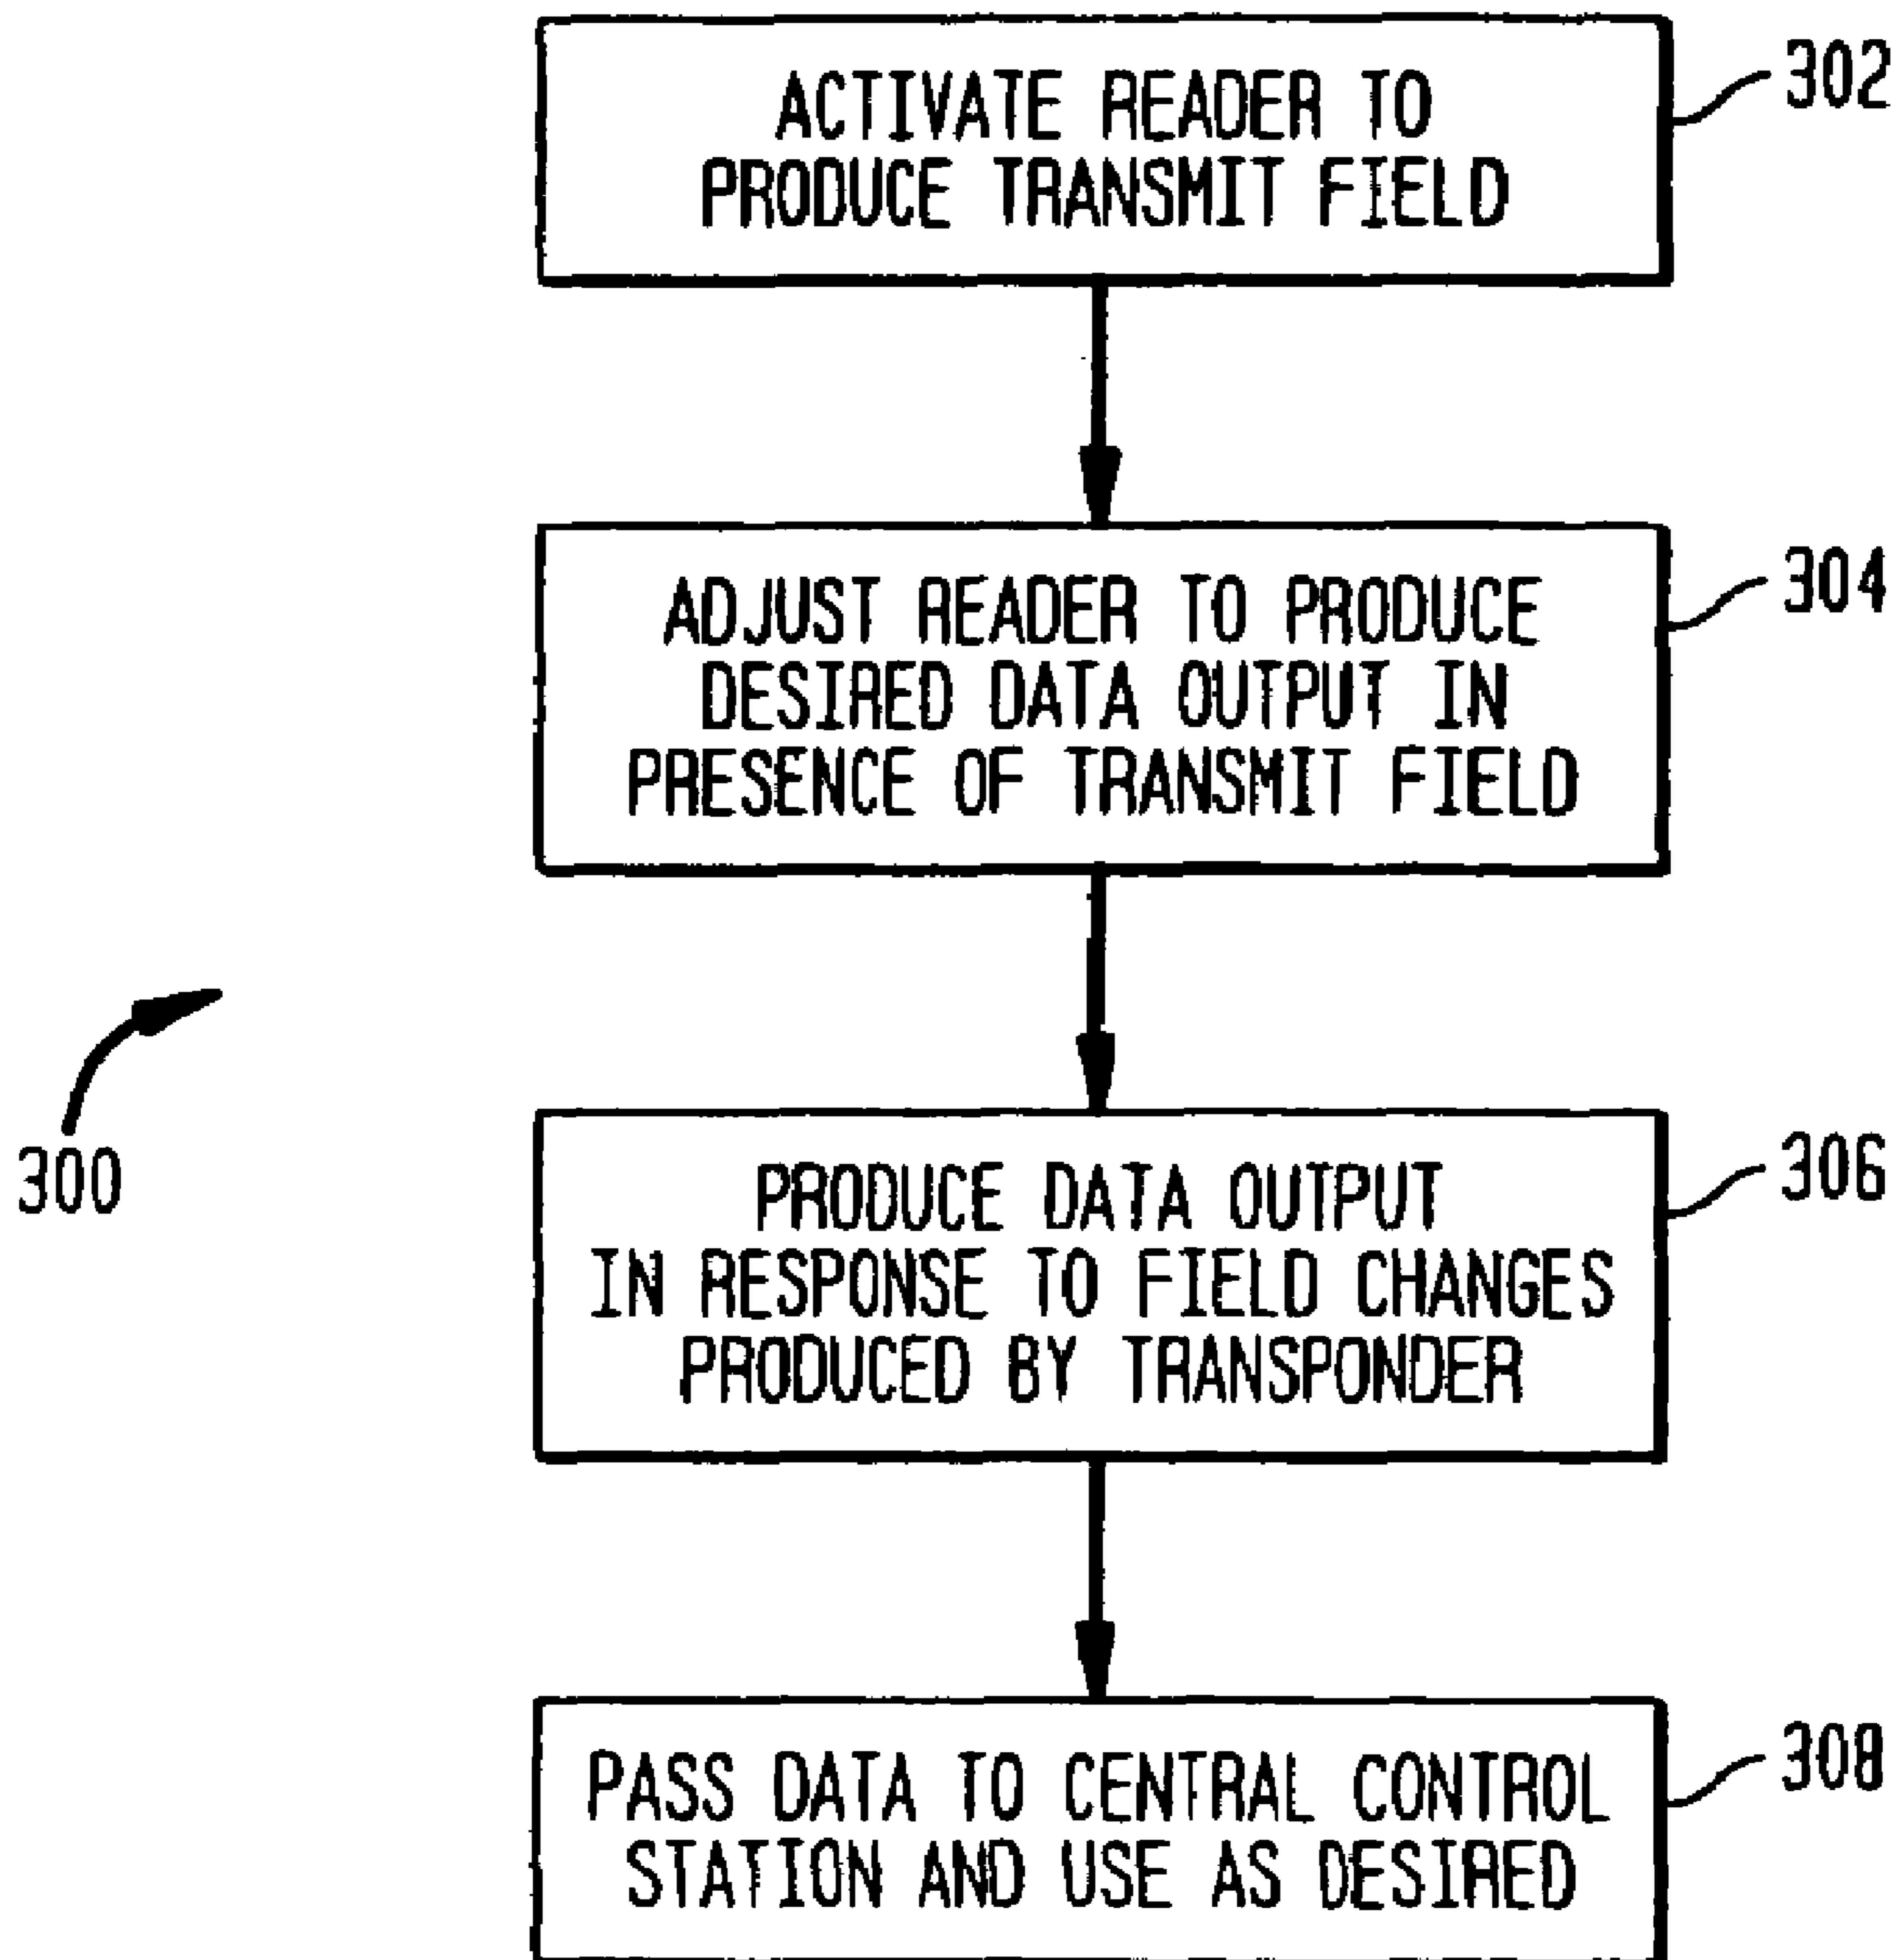 ACTIVATE READER TO
PRODUCE TRANSMIT FIELD
302
ADJUST READER TO PRODUCE
DESIRED DATA OUTPUT IN
PRESENCE OF TRANSMIT FIELD
304
300
PRODUCE DATA OUTPUT
IN RESPONSE TO FIELD CHANGES
PRODUCED BY TRANSPONDER
306
PASS DATA TO CENTRAL CONTROL
STATION AND USE AS DESIRED
308